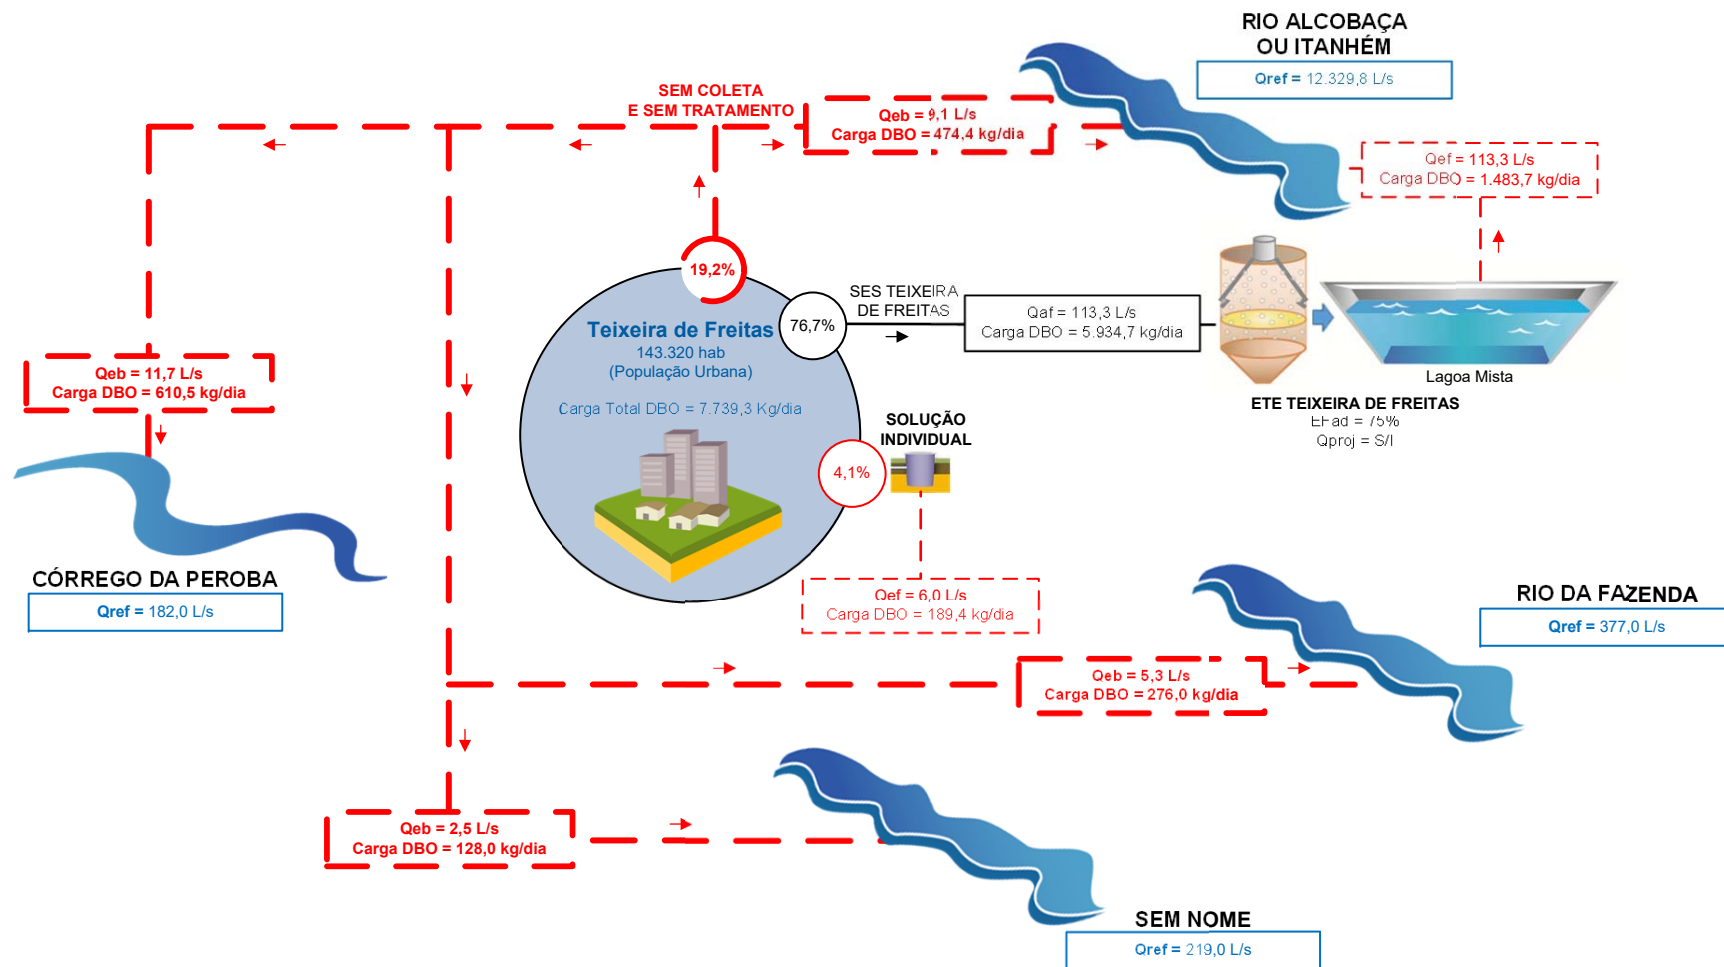 RIO ALCOBAÇA
OU ITANHÉM
Qref = 12.329,8 L/s
SEM COLETA
E SEM TRATAMENTO
Qeb = 9,1 L/s
Carga DBO = 474,4 kg/dia
Qef = 113,3 L/s
Carga DBO = 1.483,7 kg/dia
19,2%
Teixeira de Freitas
143.320 hab
(População Urbana)
Carga Total DBO = 7.739,3 Kg/dia
76,7%
SES TEIXEIRA
DE FREITAS
Qaf = 113,3 L/s
Carga DBO = 5.934,7 kg/dia
Lagoa Mista
ETE TEIXEIRA DE FREITAS
EFad = 75%
Qproj = S/I
Qeb = 11,7 L/s
Carga DBO = 610,5 kg/dia
SOLUÇÃO
INDIVIDUAL
4,1%
CÓRREGO DA PEROBA
Qref = 182,0 L/s
Qef = 6,0 L/s
Carga DBO = 189,4 kg/dia
RIO DA FAZENDA
Qref = 377,0 L/s
Qeb = 5,3 L/s
Carga DBO = 276,0 kg/dia
Qeb = 2,5 L/s
Carga DBO = 128,0 kg/dia
SEM NOME
Qref = 219,0 L/s